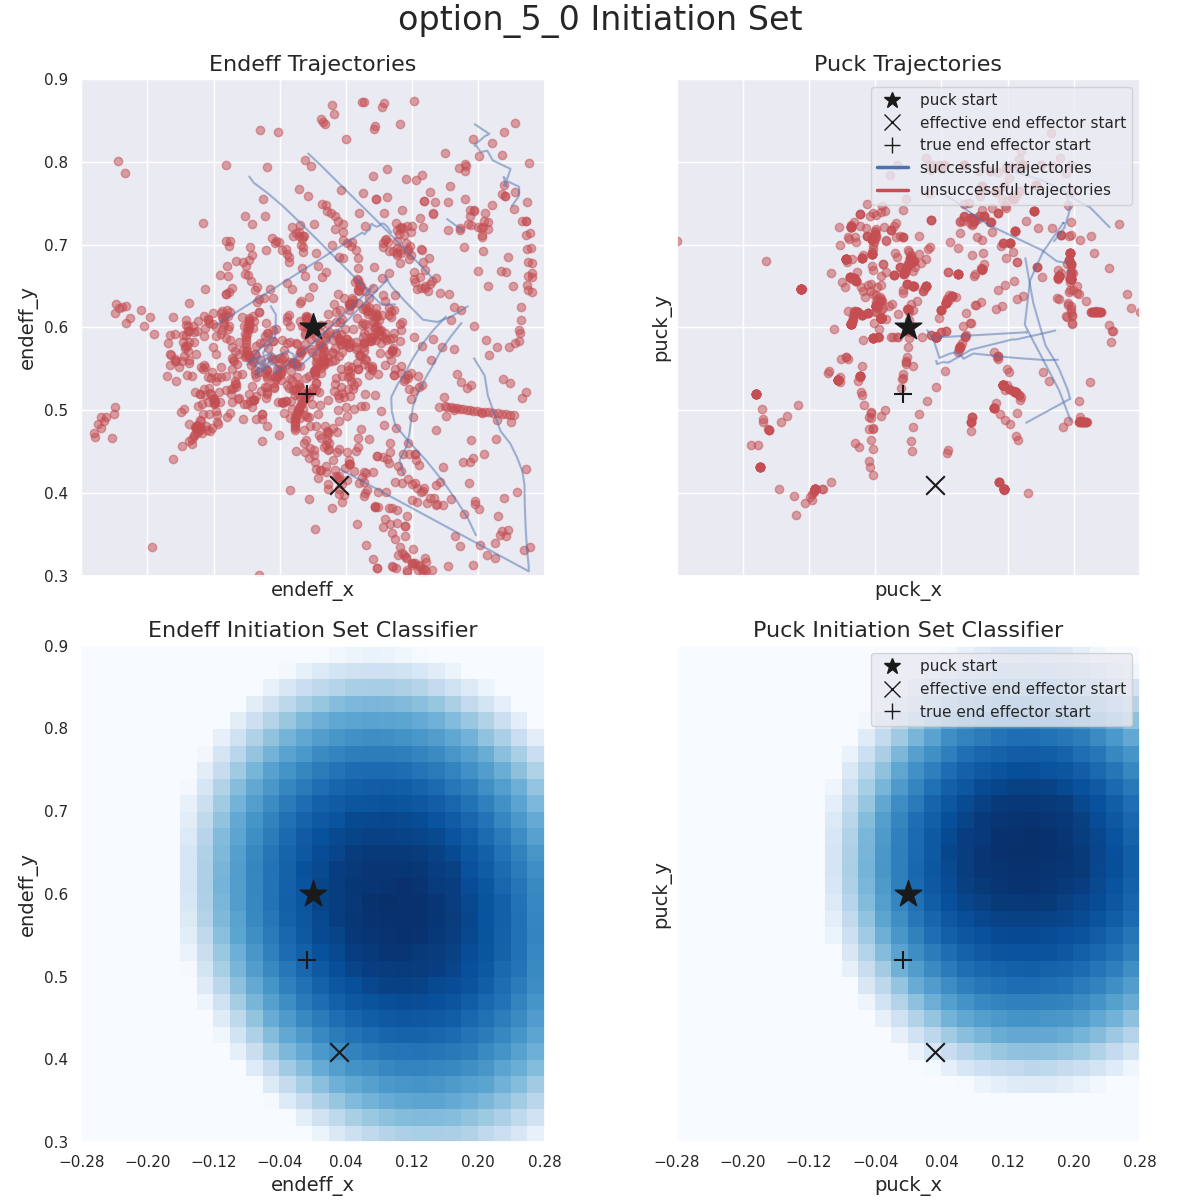 option_5_0 Initiation Set
Endeff Trajectories
0.9
0.8
0.7
0.6
0.5
0.4
0.3
endeff_y
endeff_x
Puck Trajectories
puck start
effective end effector start
true end effector start
successful trajectories
unsuccessful trajectories
puck_y
puck_x
Endeff Initiation Set Classifier
0.9
0.8
0.7
0.6
0.5
0.4
0.3
endeff_y
−0.28 −0.20 −0.12 −0.04 0.04 0.12 0.20 0.28
endeff_x
Puck Initiation Set Classifier
puck start
effective end effector start
true end effector start
puck_y
−0.28 −0.20 −0.12 −0.04 0.04 0.12 0.20 0.28
puck_x